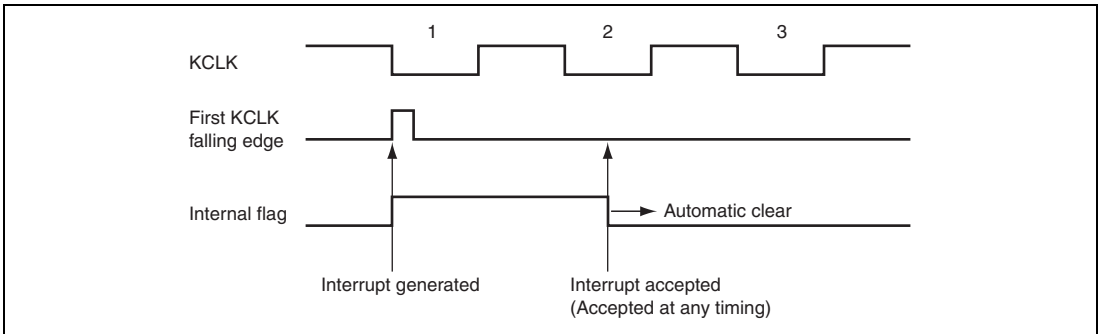 1 2 3
KCLK
First KCLK
falling edge
Internal flag
Automatic clear
Interrupt generated
Interrupt accepted
(Accepted at any timing)